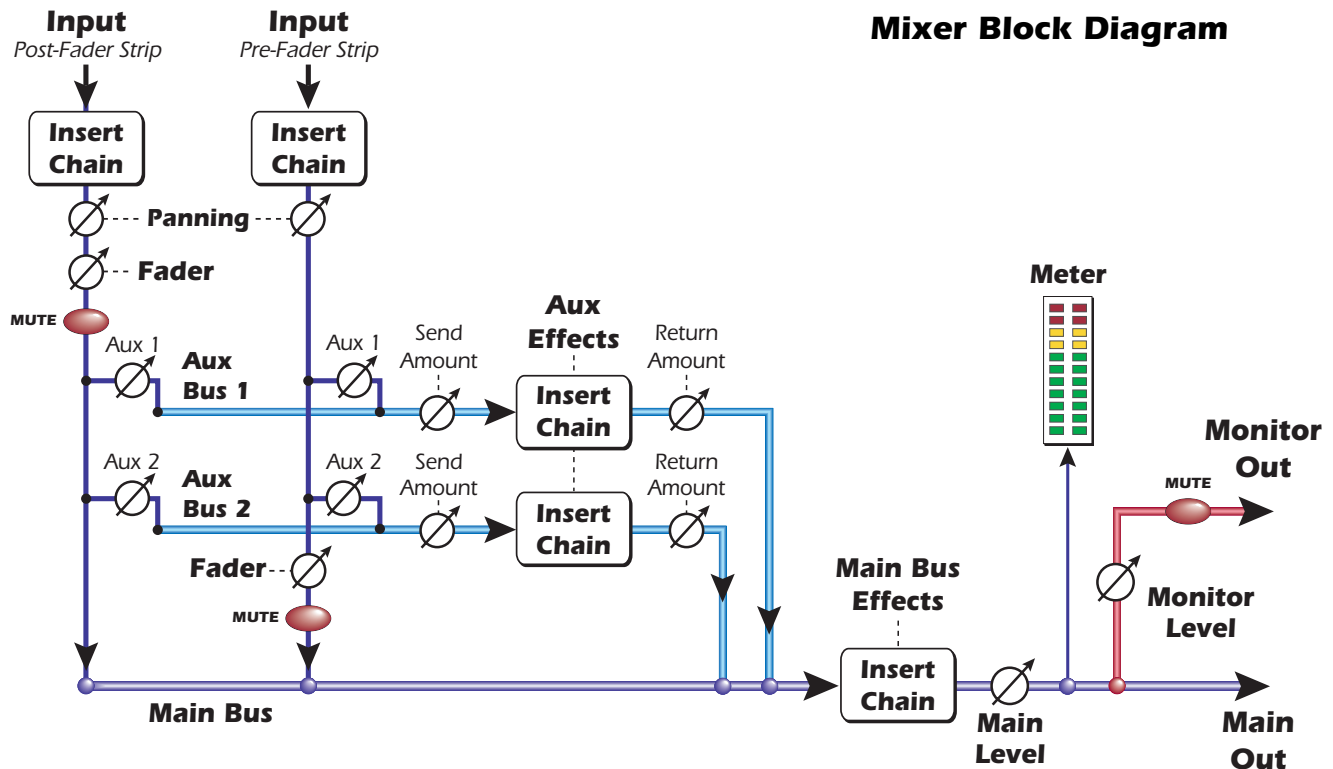 Input
Post-Fader Strip
Input
Pre-Fader Strip
Mixer Block Diagram
Insert
Chain
Insert
Chain
Panning
Fader
MUTE
Aux 1
Aux
Bus 1
Aux 1
Send
Amount
Aux
Effects
Insert
Chain
Return
Amount
Meter
Aux 2
Aux
Bus 2
Aux 2
Send
Amount
Insert
Chain
Return
Amount
Monitor
Out
MUTE
Fader
MUTE
Main Bus
Effects
Monitor
Level
Insert
Chain
Main Bus
Main
Level
Main
Out